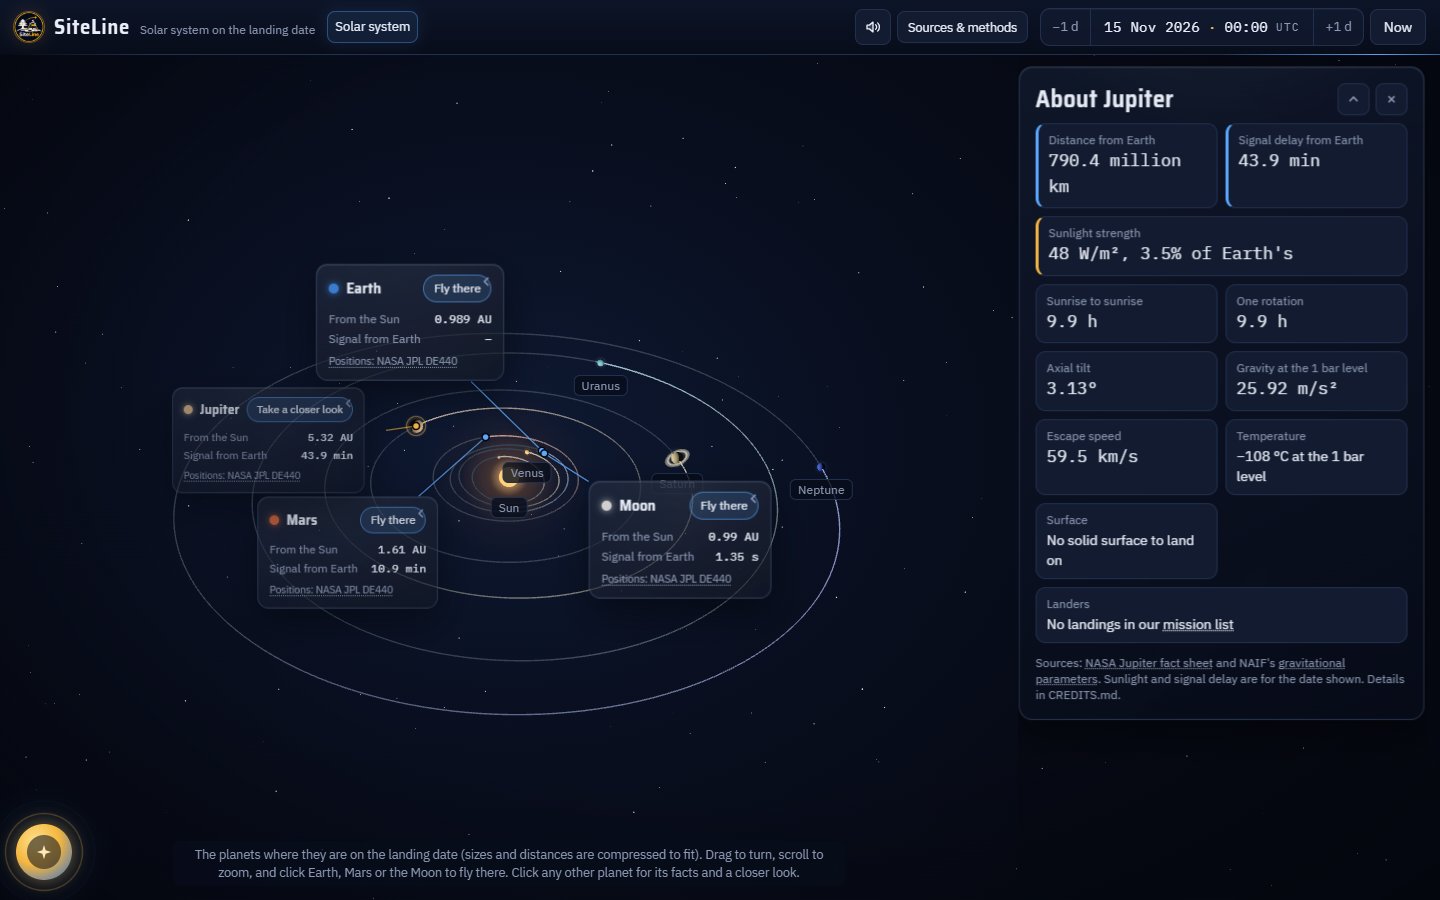 SiteLine Solar system on the landing date Solar system
Sources & methods −1 d 15 Nov 2026 · 00:00 UTC +1 d Now
Earth Fly there
From the Sun 0.989 AU
Signal from Earth –
Positions: NASA JPL DE440
Uranus
Jupiter Take a closer look
From the Sun 5.32 AU
Signal from Earth 43.9 min
Positions: NASA JPL DE440
Venus
Saturn
Neptune
Sun
Mars Fly there
From the Sun 1.61 AU
Signal from Earth 10.9 min
Positions: NASA JPL DE440
Moon Fly there
From the Sun 0.99 AU
Signal from Earth 1.35 s
Positions: NASA JPL DE440
The planets where they are on the landing date (sizes and distances are compressed to fit). Drag to turn, scroll to
zoom, and click Earth, Mars or the Moon to fly there. Click any other planet for its facts and a closer look.
About Jupiter
Distance from Earth
790.4 million
km
Signal delay from Earth
43.9 min
Sunlight strength
48 W/m², 3.5% of Earth's
Sunrise to sunrise
9.9 h
One rotation
9.9 h
Axial tilt
3.13°
Gravity at the 1 bar level
25.92 m/s²
Escape speed
59.5 km/s
Temperature
−108 °C at the 1 bar
level
Surface
No solid surface to land
on
Landers
No landings in our mission list
Sources: NASA Jupiter fact sheet and NAIF's gravitational
parameters. Sunlight and signal delay are for the date shown. Details
in CREDITS.md.